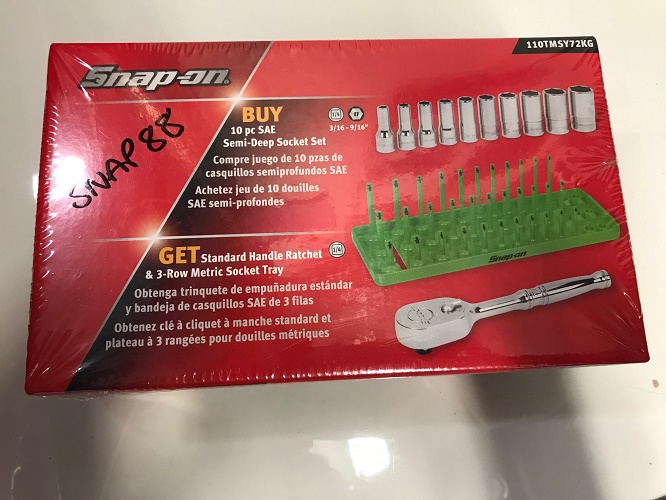 110TMSY72KG
Snap-on
SNAP88
BUY
10 pc SAE
Semi-Deep Socket Set
1/4
3/16 - 9/16"
Compre juego de 10 pzas de
casquillos semiprofundos SAE
Achetez jeu de 10 douilles
SAE semi-profondes
GET Standard Handle Ratchet
1/4
& 3-Row Metric Socket Tray
Obtenga trinquete de empuñadura estándar
y bandeja de casquillos SAE de 3 filas
Obtenez clé à cliquet à manche standard et
plateau à 3 rangées pour douilles métriques
Snap-on